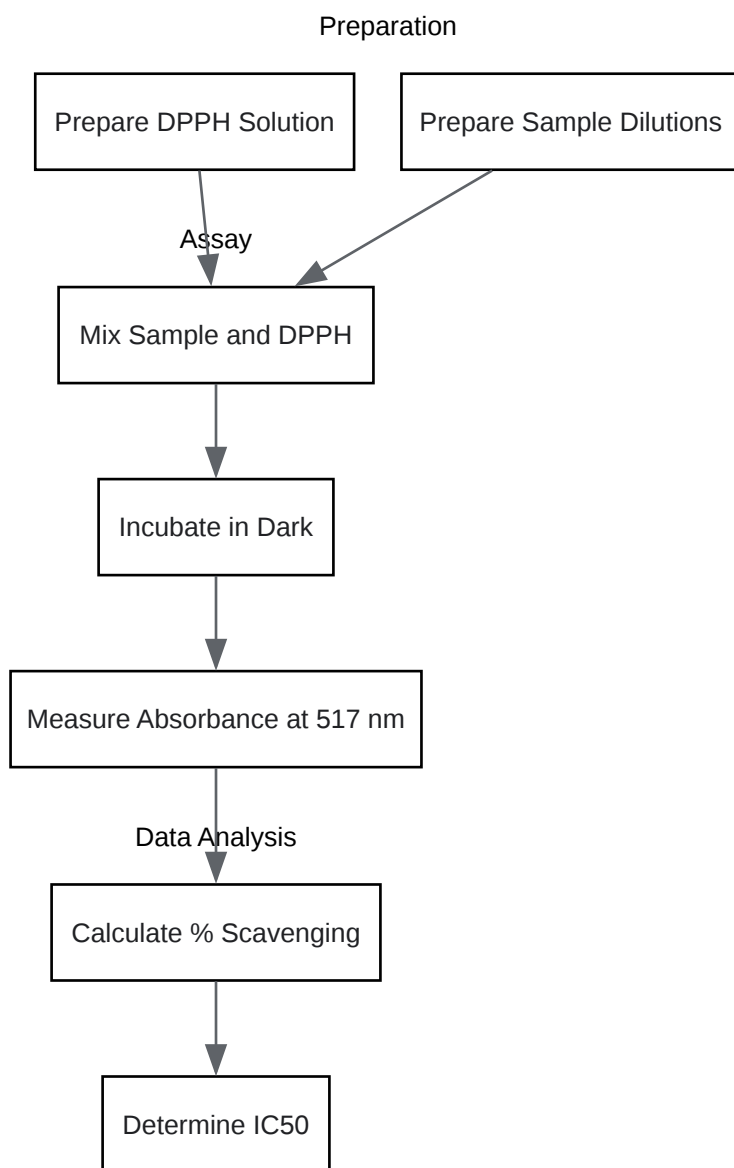 Preparation
Prepare DPPH Solution
Prepare Sample Dilutions
Assay
Mix Sample and DPPH
Incubate in Dark
Measure Absorbance at 517 nm
Data Analysis
Calculate % Scavenging
Determine IC50